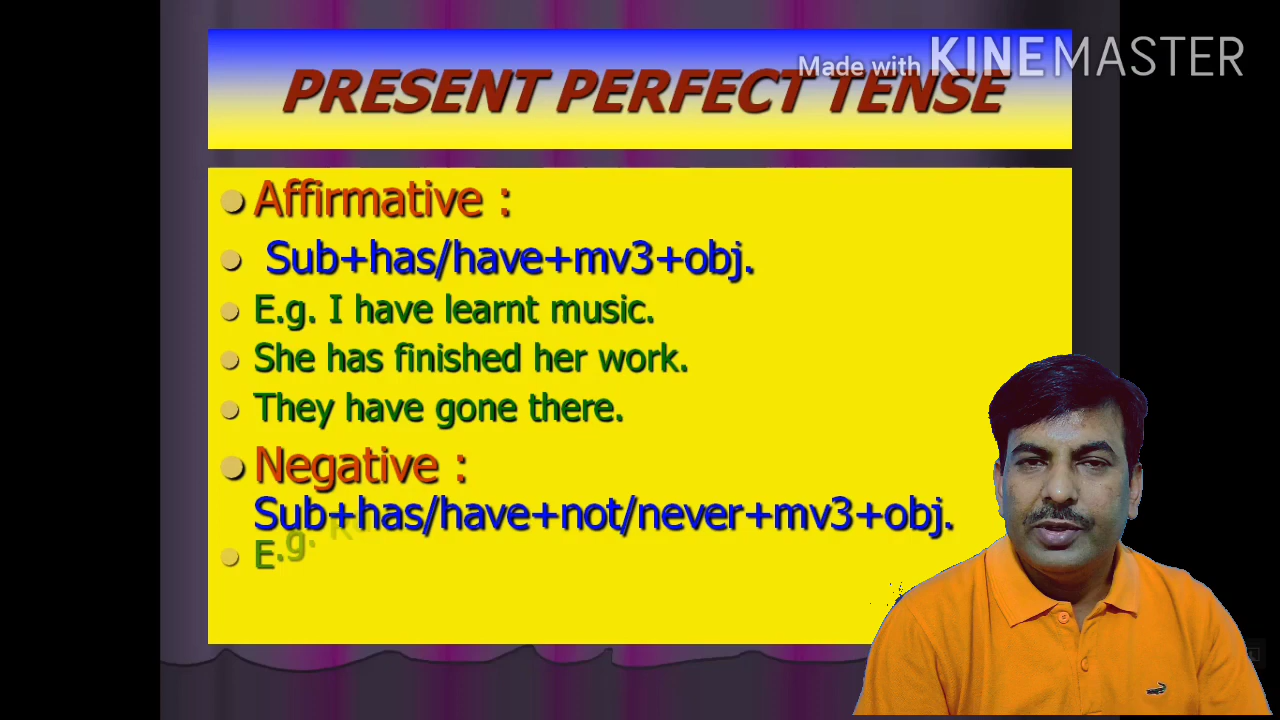 Made with KINEMASTER
PRESENT PERFECT TENSE
Affirmative :
Sub+has/have+mv3+obj.
E.g. I have learnt music.
She has finished her work.
They have gone there.
Negative :
Sub+has/have+not/never+mv3+obj.
E.g.